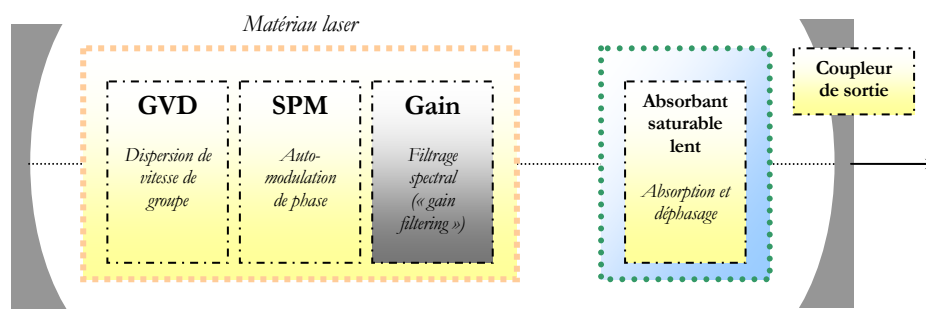 Matériau laser
GVD
Dispersion de
vitesse de
groupe
SPM
Auto-
modulation
de phase
Gain
Filtrage
spectral
(« gain
filtering »)
Absorbant
saturable
lent
Absorption et
déphasage
Coupleur
de sortie